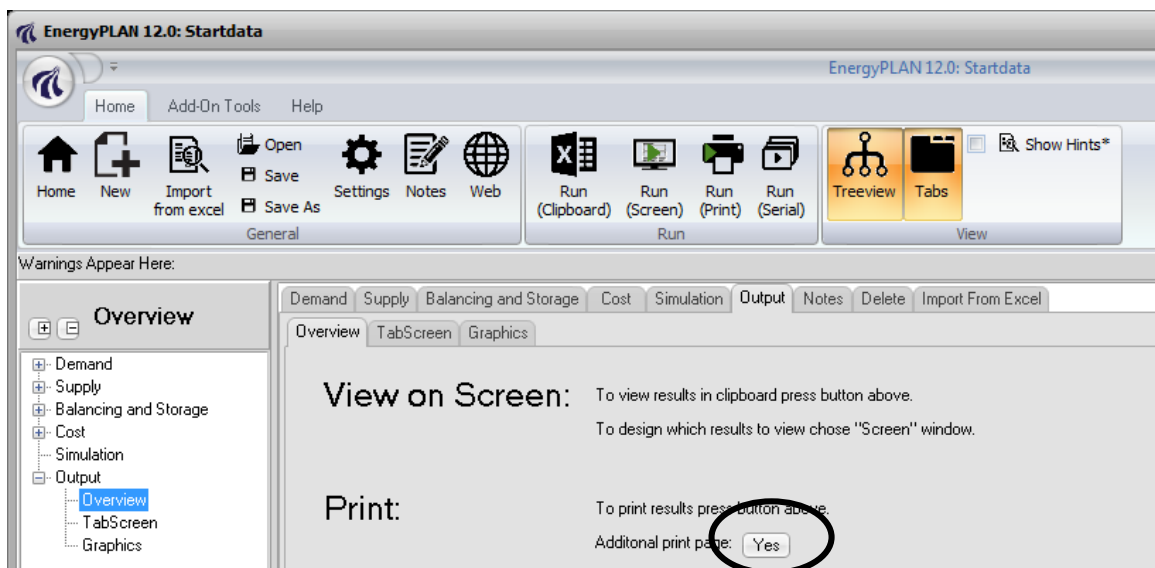 EnergyPLAN 12.0: Startdata
EnergyPLAN 12.0: Startdata
Home Add-On Tools Help
Home New Import from excel Open Save Save As Settings Notes Web
General
Run (Clipboard) Run (Screen) Run (Print) Run (Serial)
Run
Treeview Tabs Show Hints*
View
Warnings Appear Here:
Overview
Demand
Supply
Balancing and Storage
Cost
Simulation
Output
Overview
TabScreen
Graphics
Demand Supply Balancing and Storage Cost Simulation Output Notes Delete Import From Excel
Overview TabScreen Graphics
View on Screen: To view results in clipboard press button above.
To design which results to view chose "Screen" window.
Print: To print results press button above.
Additonal print page: Yes